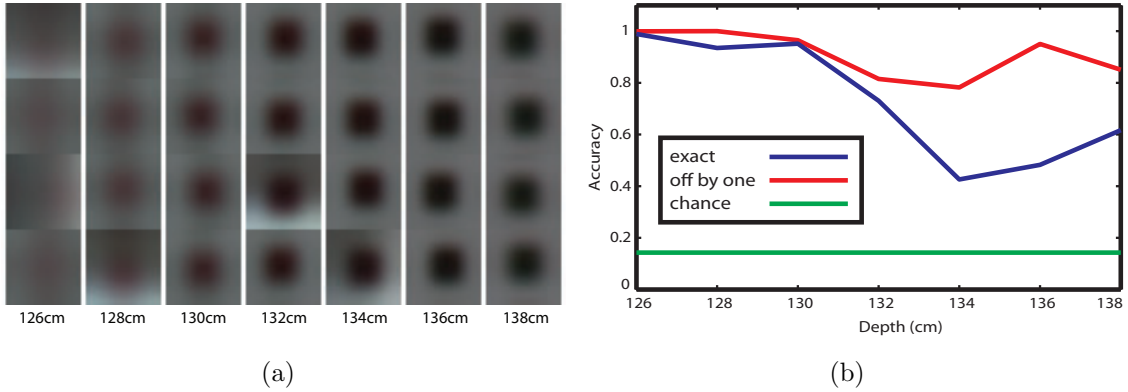 126cm 128cm 130cm 132cm 134cm 136cm 138cm
(a)
Accuracy
1
0.8
0.6
0.4
0.2
0
exact
off by one
chance
126 128 130 132 134 136 138
Depth (cm)
(b)